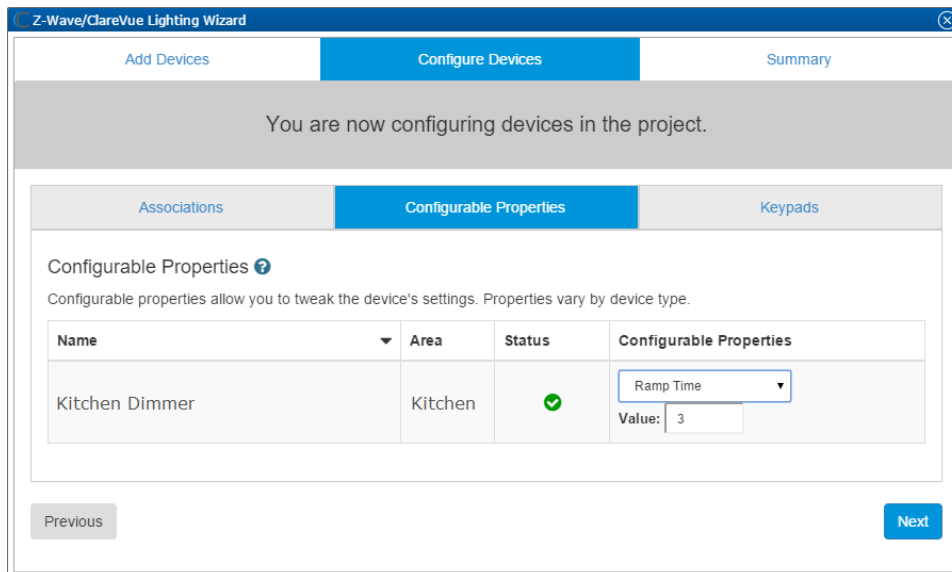 Z-Wave/ClareVue Lighting Wizard
Add Devices
Configure Devices
Summary
You are now configuring devices in the project.
Associations
Configurable Properties
Keypads
Configurable Properties ?
Configurable properties allow you to tweak the device's settings. Properties vary by device type.
Name Area Status Configurable Properties
Kitchen Dimmer Kitchen Ramp Time
Value: 3
Previous
Next